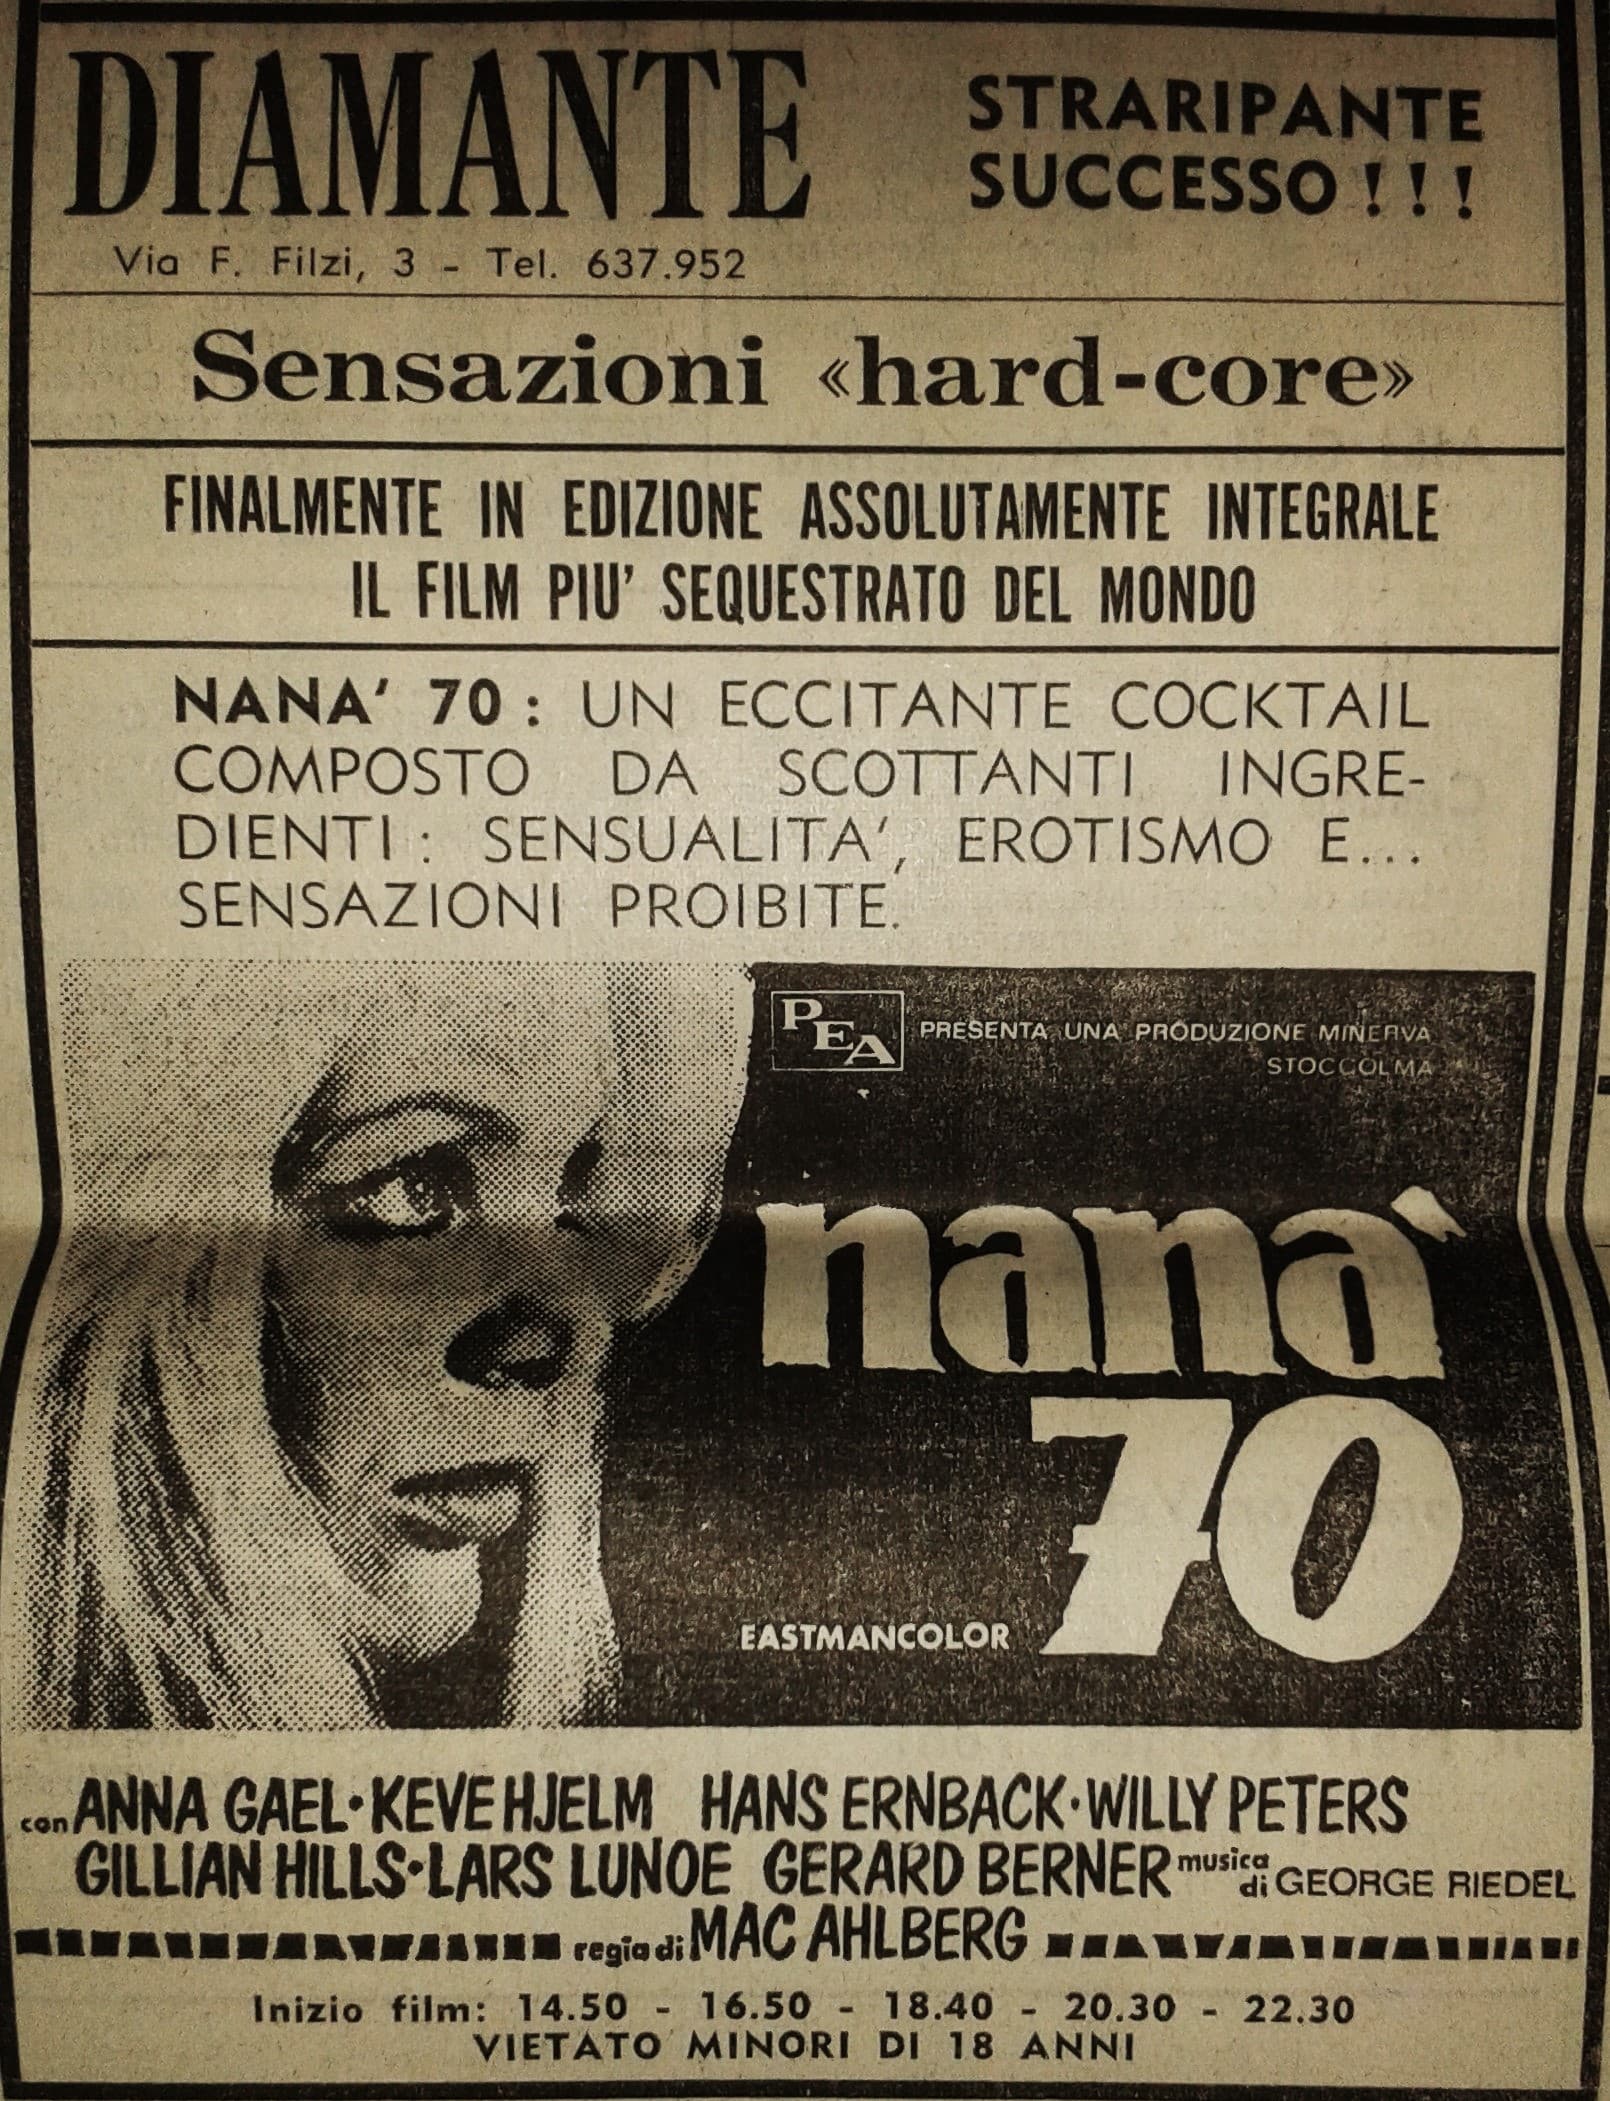 DIAMANTE
STRARIPANTE
SUCCESSO!!!
Via F. Filzi, 3 - Tel. 637.952
Sensazioni «hard-core»
FINALMENTE IN EDIZIONE ASSOLUTAMENTE INTEGRALE
IL FILM PIU' SEQUESTRATO DEL MONDO
NANA' 70: UN ECCITANTE COCKTAIL
COMPOSTO DA SCOTTANTI INGRE-
DIENTI: SENSUALITA', EROTISMO E...
SENSAZIONI PROIBITE.
PEA PRESENTA UNA PRODUZIONE MINERVA
STOCCOLMA
nanà
70
EASTMANCOLOR
con ANNA GAEL·KEVE HJELM HANS ERNBACK·WILLY PETERS
GILLIAN HILLS·LARS LUNOE GERARD BERNER musica di GEORGE RIEDEL
regia di MAC AHLBERG
Inizio film: 14.50 - 16.50 - 18.40 - 20.30 - 22.30
VIETATO MINORI DI 18 ANNI